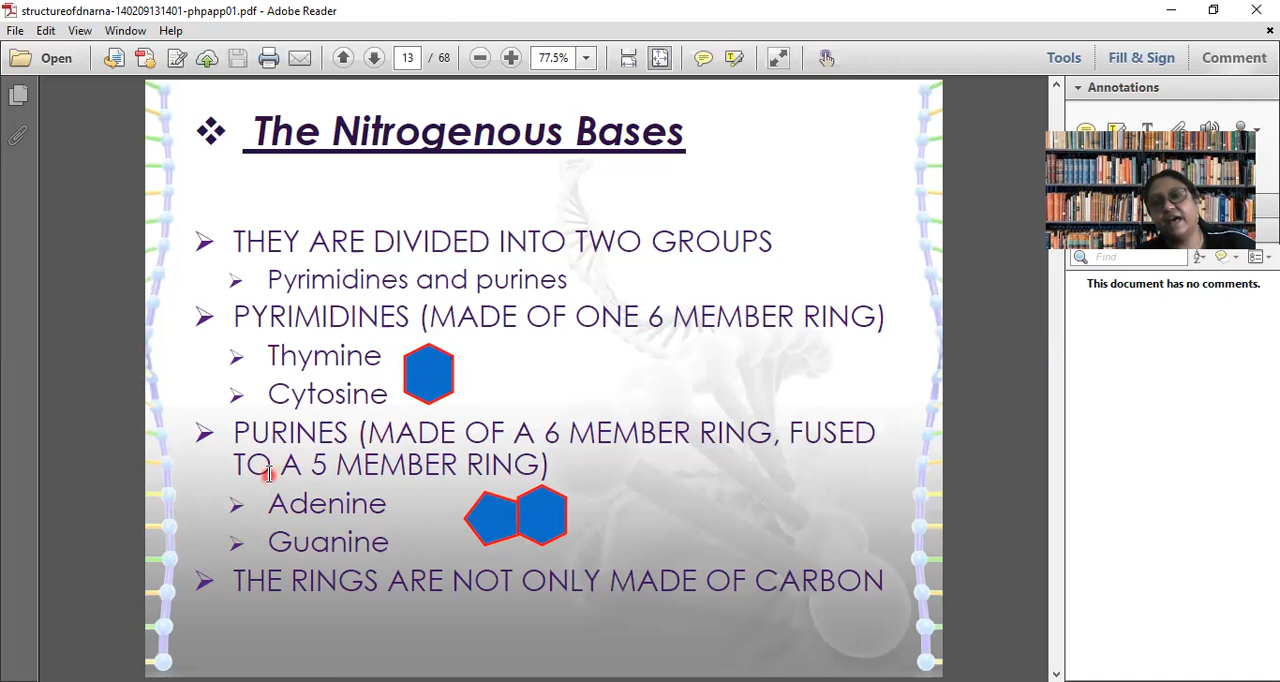 structureofdnarna-140209131401-phpapp01.pdf - Adobe Reader
File Edit View Window Help
Open 13 / 68 77.5% Tools Fill & Sign Comment
Annotations
The Nitrogenous Bases
THEY ARE DIVIDED INTO TWO GROUPS
Pyrimidines and purines
PYRIMIDINES (MADE OF ONE 6 MEMBER RING)
Thymine
Cytosine
PURINES (MADE OF A 6 MEMBER RING, FUSED
TO A 5 MEMBER RING)
Adenine
Guanine
THE RINGS ARE NOT ONLY MADE OF CARBON
Find
This document has no comments.